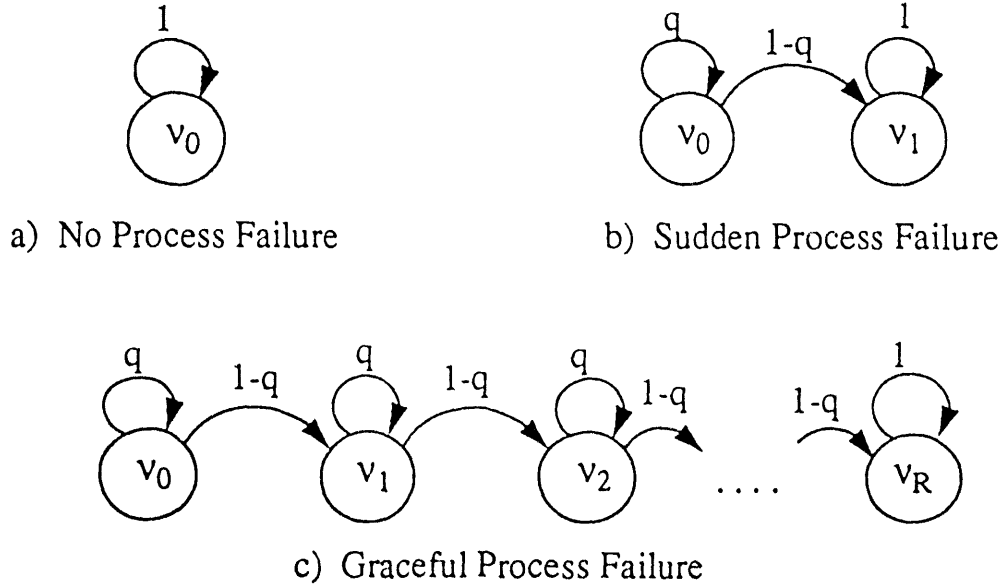 1
ν0
a) No Process Failure
q 1-q 1
ν0 ν1
b) Sudden Process Failure
q 1-q q 1-q q 1-q 1-q 1
ν0 ν1 ν2 .... νR
c) Graceful Process Failure